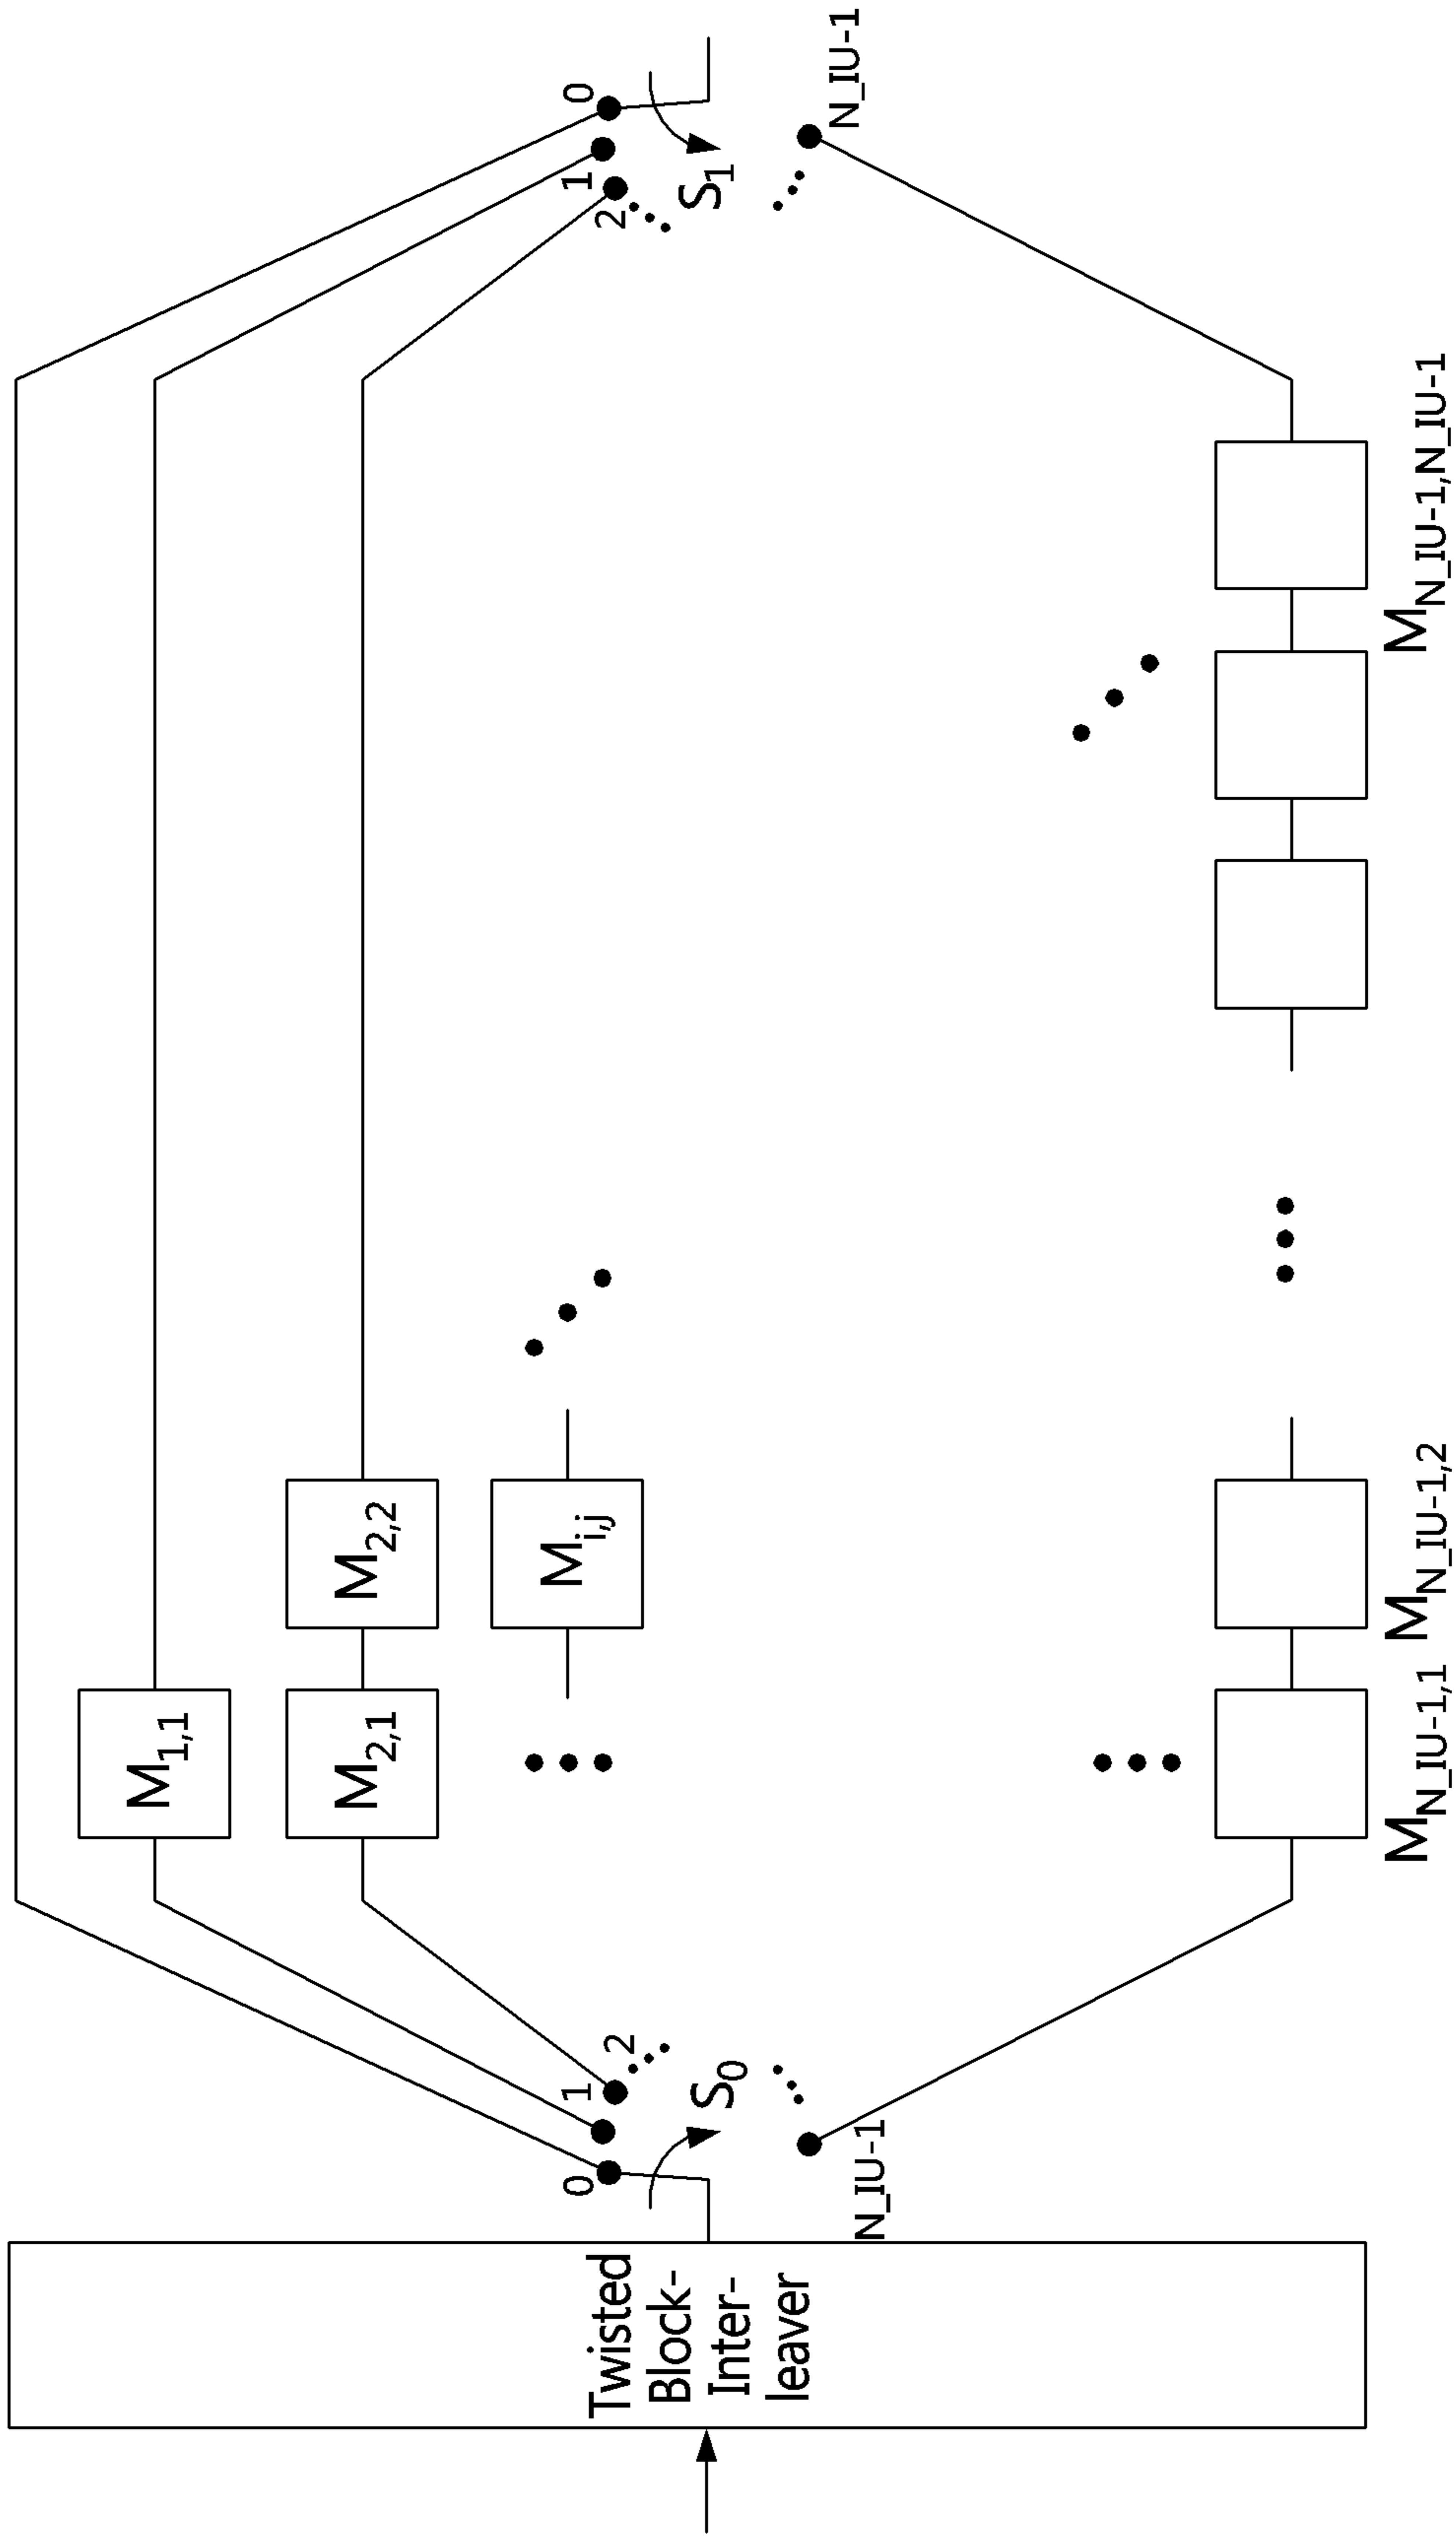 Twisted
Block-
Inter-
leaver
0
1
2
S0
N_IU-1
M1,1
M2,1
M2,2
Mi,j
MN_IU-1,1
MN_IU-1,2
MN_IU-1,N_IU-1
0
1
2
S1
N_IU-1